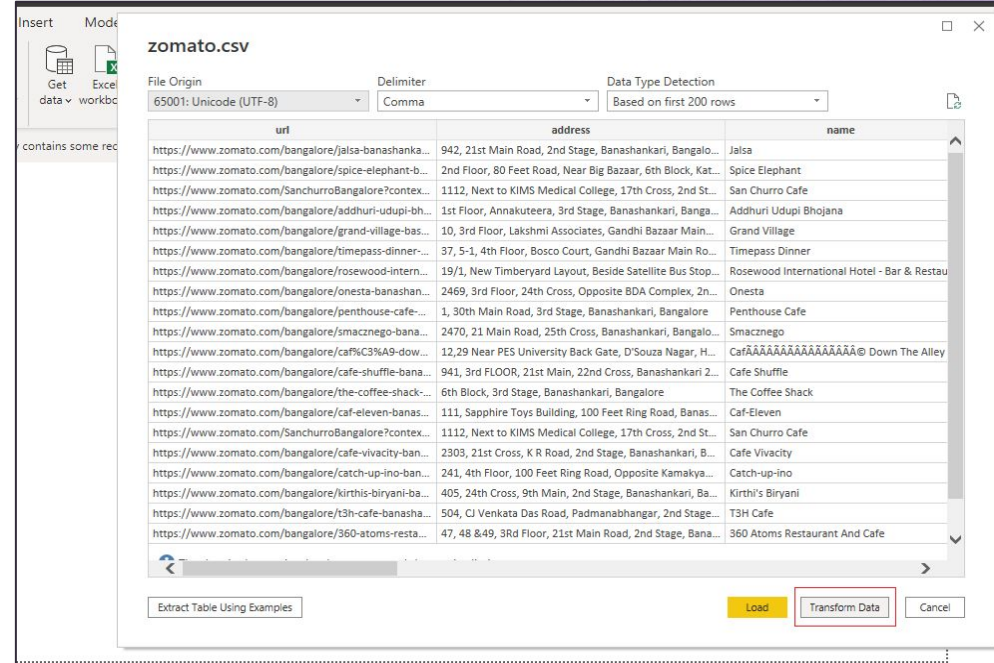 Insert Mode
Get data
Excel workbo
y contains some rec
zomato.csv
File Origin Delimiter Data Type Detection
65001: Unicode (UTF-8) Comma Based on first 200 rows
url address name
https://www.zomato.com/bangalore/jalsa-banashanka... 942, 21st Main Road, 2nd Stage, Banashankari, Bangalo... Jalsa
https://www.zomato.com/bangalore/spice-elephant-b... 2nd Floor, 80 Feet Road, Near Big Bazaar, 6th Block, Kat... Spice Elephant
https://www.zomato.com/SanchurroBangalore?contex... 1112, Next to KIMS Medical College, 17th Cross, 2nd St... San Churro Cafe
https://www.zomato.com/bangalore/addhuri-udupi-bh... 1st Floor, Annakuteera, 3rd Stage, Banashankari, Banga... Addhuri Udupi Bhojana
https://www.zomato.com/bangalore/grand-village-bas... 10, 3rd Floor, Lakshmi Associates, Gandhi Bazaar Main... Grand Village
https://www.zomato.com/bangalore/timepass-dinner-... 37, 5-1, 4th Floor, Bosco Court, Gandhi Bazaar Main Ro... Timepass Dinner
https://www.zomato.com/bangalore/rosewood-intern... 19/1, New Timberyard Layout, Beside Satellite Bus Stop... Rosewood International Hotel - Bar & Restau
https://www.zomato.com/bangalore/onesta-banashan... 2469, 3rd Floor, 24th Cross, Opposite BDA Complex, 2n... Onesta
https://www.zomato.com/bangalore/penthouse-cafe-... 1, 30th Main Road, 3rd Stage, Banashankari, Bangalore Penthouse Cafe
https://www.zomato.com/bangalore/smacznego-bana... 2470, 21 Main Road, 25th Cross, Banashankari, Bangalo... Smacznego
https://www.zomato.com/bangalore/caf%C3%A9-dow... 12,29 Near PES University Back Gate, D'Souza Nagar, H... CafÃÃÃÃÃÃÃÃÃÃÃÃÃÃÃÃ© Down The Alley
https://www.zomato.com/bangalore/cafe-shuffle-bana... 941, 3rd FLOOR, 21st Main, 22nd Cross, Banashankari 2... Cafe Shuffle
https://www.zomato.com/bangalore/the-coffee-shack-... 6th Block, 3rd Stage, Banashankari, Bangalore The Coffee Shack
https://www.zomato.com/bangalore/caf-eleven-banas... 111, Sapphire Toys Building, 100 Feet Ring Road, Banas... Caf-Eleven
https://www.zomato.com/SanchurroBangalore?contex... 1112, Next to KIMS Medical College, 17th Cross, 2nd St... San Churro Cafe
https://www.zomato.com/bangalore/cafe-vivacity-ban... 2303, 21st Cross, K R Road, 2nd Stage, Banashankari, B... Cafe Vivacity
https://www.zomato.com/bangalore/catch-up-ino-ban... 241, 4th Floor, 100 Feet Ring Road, Opposite Kamakya... Catch-up-ino
https://www.zomato.com/bangalore/kirthis-biryani-ba... 405, 24th Cross, 9th Main, 2nd Stage, Banashankari, Ba... Kirthi's Biryani
https://www.zomato.com/bangalore/t3h-cafe-banasha... 504, CJ Venkata Das Road, Padmanabhangar, 2nd Stage... T3H Cafe
https://www.zomato.com/bangalore/360-atoms-resta... 47, 48 &49, 3Rd Floor, 21st Main Road, 2nd Stage, Bana... 360 Atoms Restaurant And Cafe
Extract Table Using Examples Load Transform Data Cancel